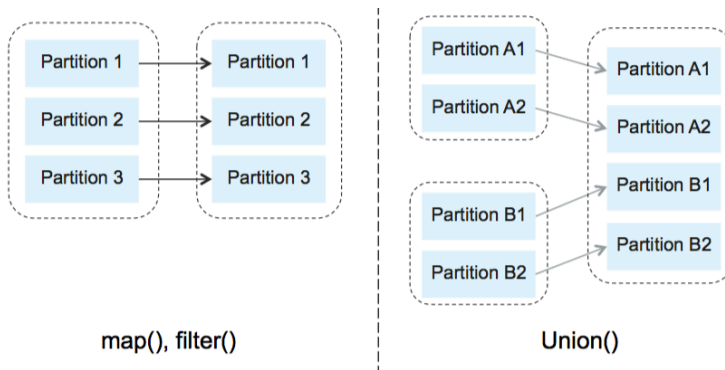 Partition 1
Partition 2
Partition 3
Partition 1
Partition 2
Partition 3
map(), filter()
Partition A1
Partition A2
Partition B1
Partition B2
Partition A1
Partition A2
Partition B1
Partition B2
Union()